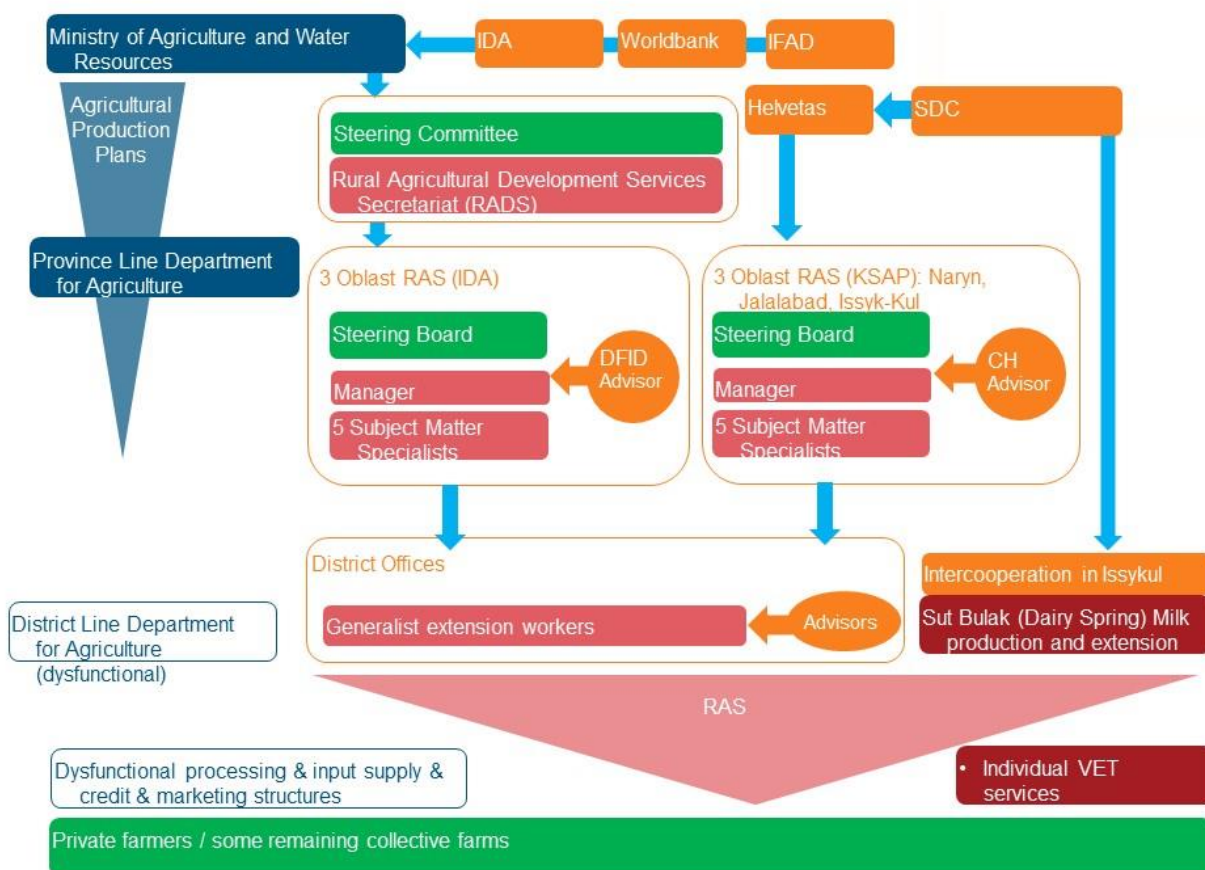 Ministry of Agriculture and Water
Resources
IDA
Worldbank
IFAD
Agricultural
Production
Plans
Helvetas
SDC
Steering Committee
Rural Agricultural Development Services
Secretariat (RADS)
Province Line Department
for Agriculture
3 Oblast RAS (IDA)
3 Oblast RAS (KSAP): Naryn,
Jalalabad, Issyk-Kul
Steering Board
DFID
Advisor
Manager
5 Subject Matter
Specialists
Steering Board
CH
Advisor
Manager
5 Subject Matter
Specialists
District Offices
Generalist extension workers
Advisors
Intercooperation in Issykul
Sut Bulak (Dairy Spring) Milk
production and extension
District Line Department
for Agriculture
(dysfunctional)
RAS
Dysfunctional processing & input supply &
credit & marketing structures
• Individual VET
services
Private farmers / some remaining collective farms